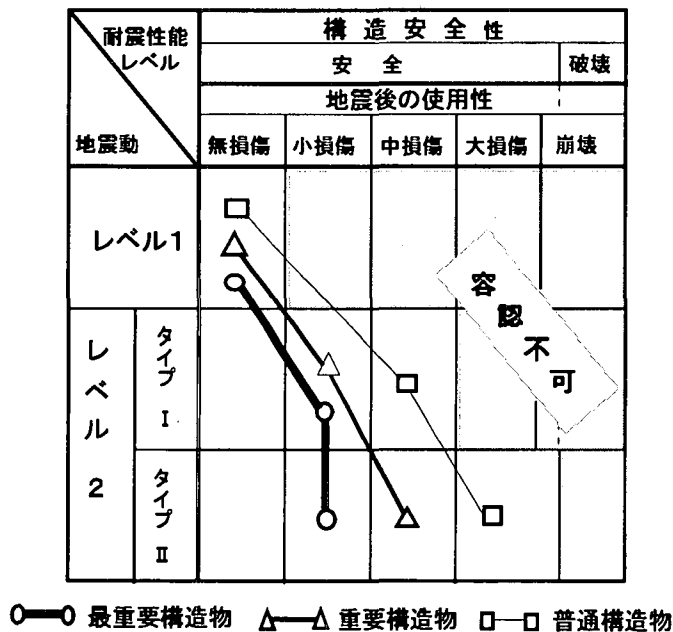 耐震性能
レベル
地震動
構造安全性
安全
破壊
地震後の使用性
無損傷
小損傷
中損傷
大損傷
崩壊
レベル1
容認不可
レベル2
タイプI
タイプII
最重要構造物
重要構造物
普通構造物